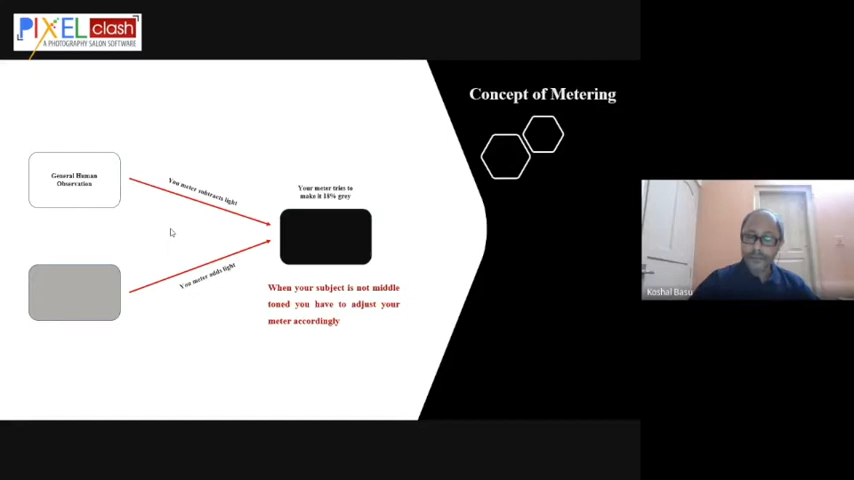 PIXEL clash
A PHOTOGRAPHY SALON SOFTWARE
Concept of Metering
General Human
Observation
You meter subtracts light
Your meter tries to
make it 18% grey
You meter adds light
When your subject is not middle
toned you have to adjust your
meter accordingly
Koshal Basu